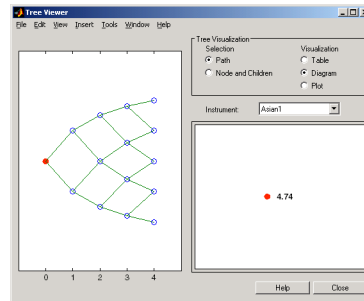 Tree Viewer
File Edit View Insert Tools Window Help
Tree Visualization
Selection
Visualization
Path
Table
Node and Children
Diagram
Plot
Instrument:
Asian1
4.74
0 1 2 3 4
Help
Close